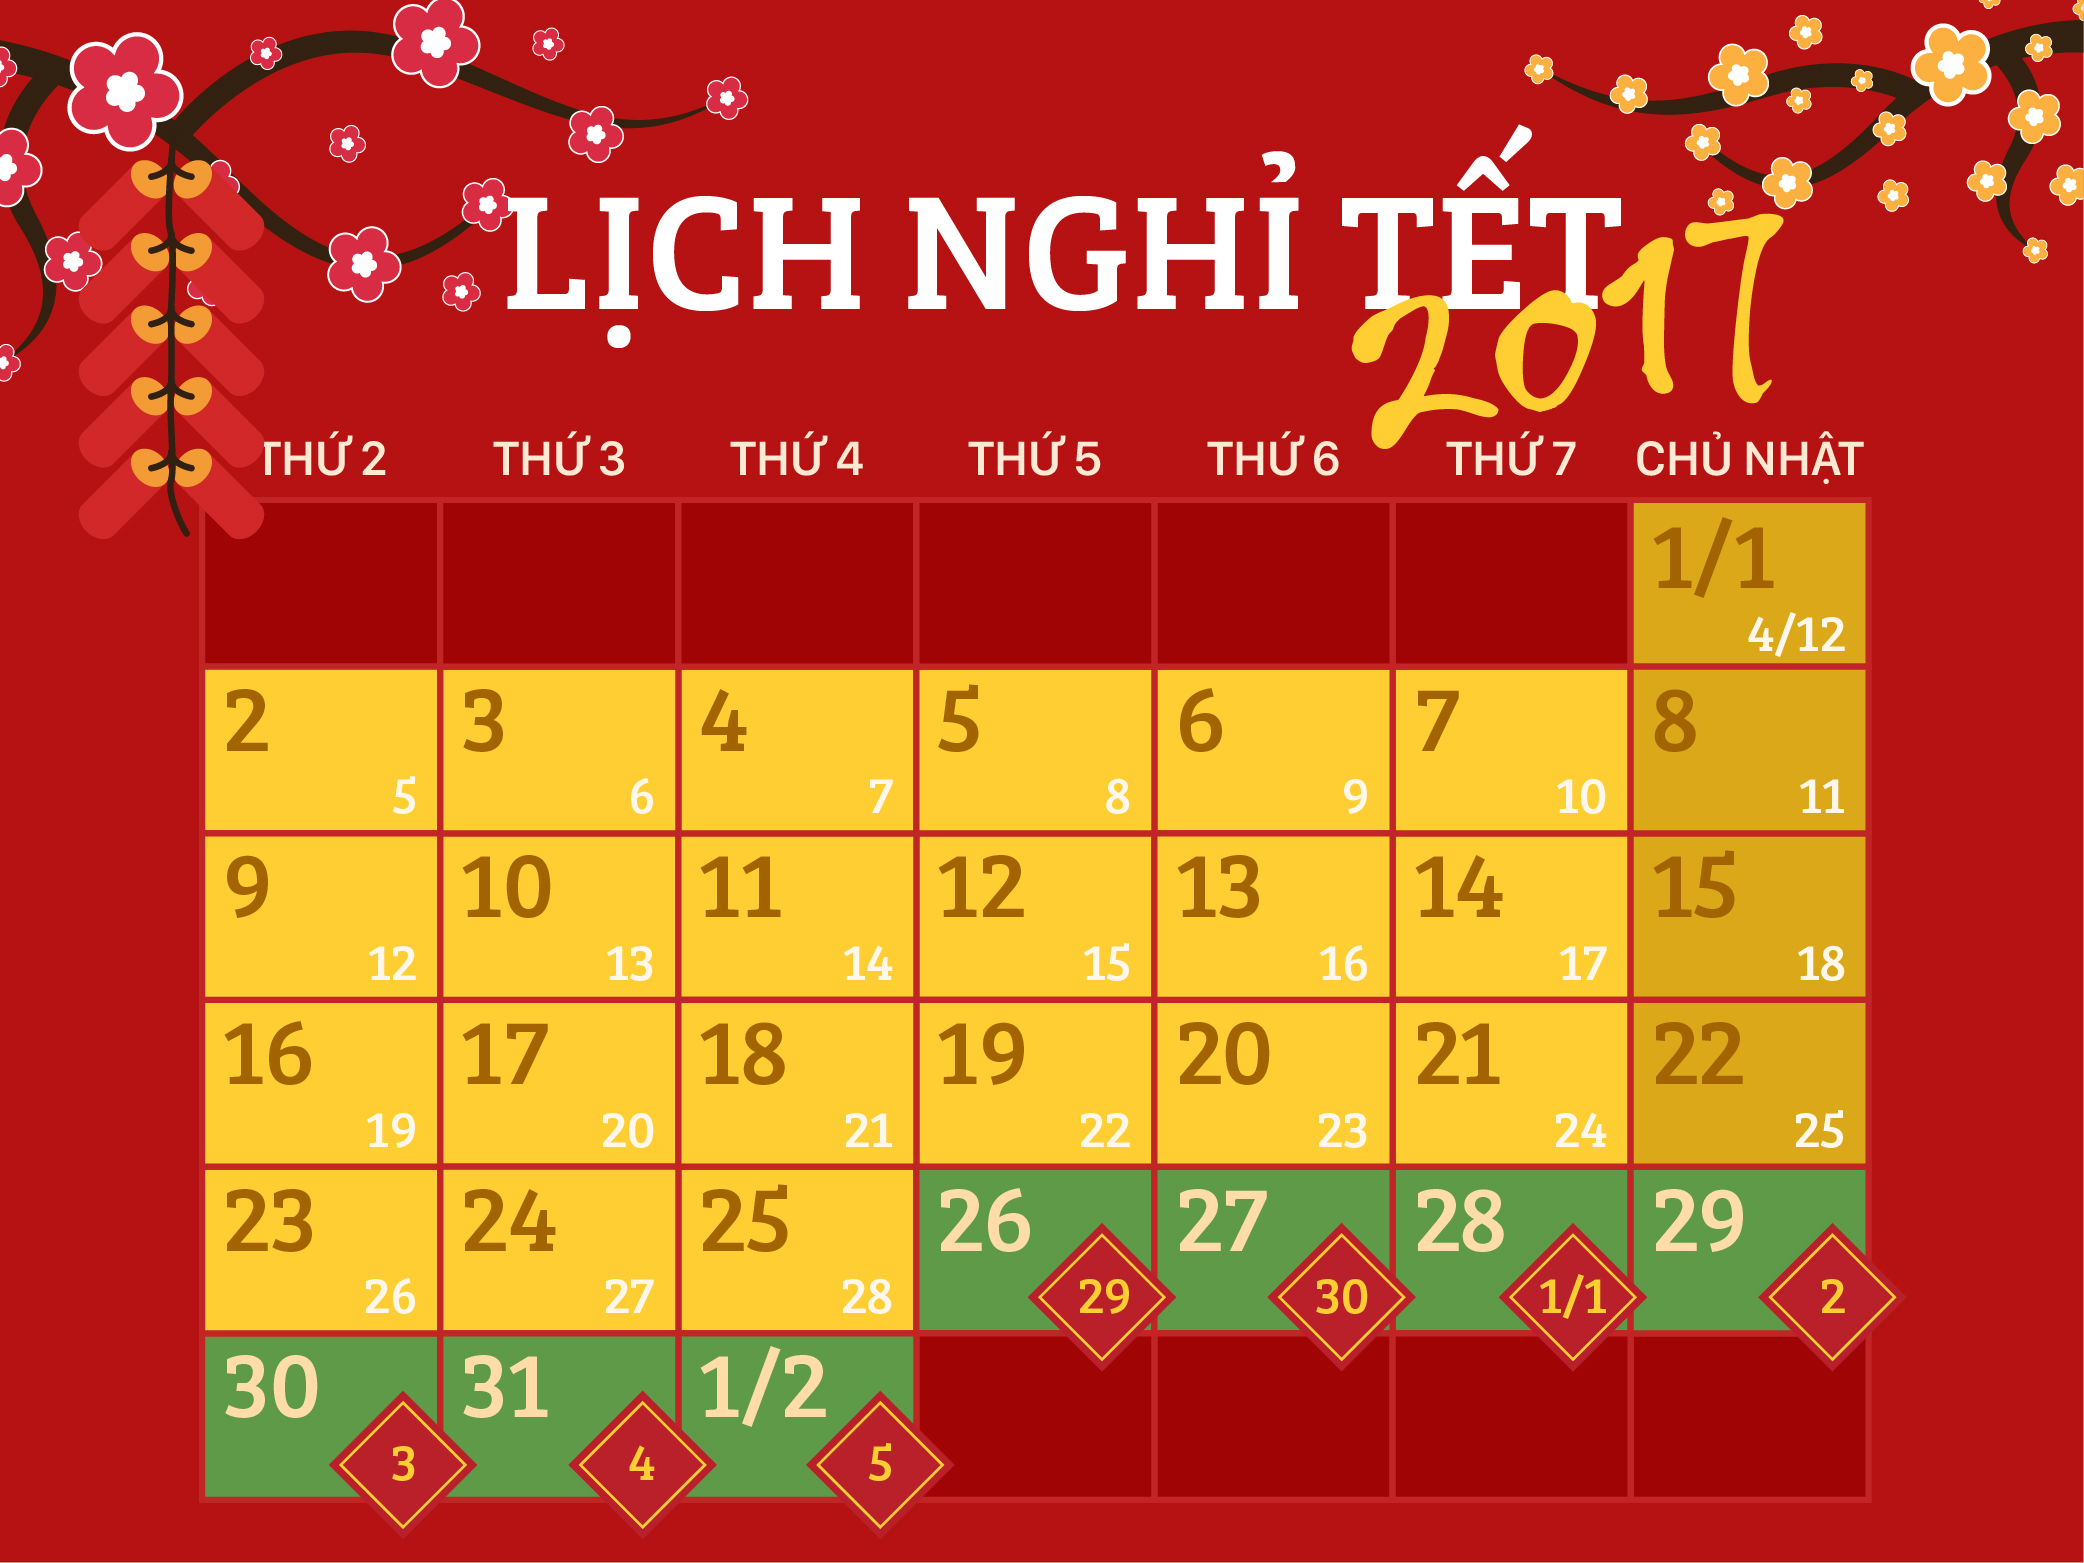 LỊCH NGHỈ TẾT
2017
THỨ 2 THỨ 3 THỨ 4 THỨ 5 THỨ 6 THỨ 7 CHỦ NHẬT
1/1
4/12
2 3 4 5 6 7 8
5 6 7 8 9 10 11
9 10 11 12 13 14 15
12 13 14 15 16 17 18
16 17 18 19 20 21 22
19 20 21 22 23 24 25
23 24 25 26 27 28 29
26 27 28 29 30 1/1 2
30 31 1/2
3 4 5